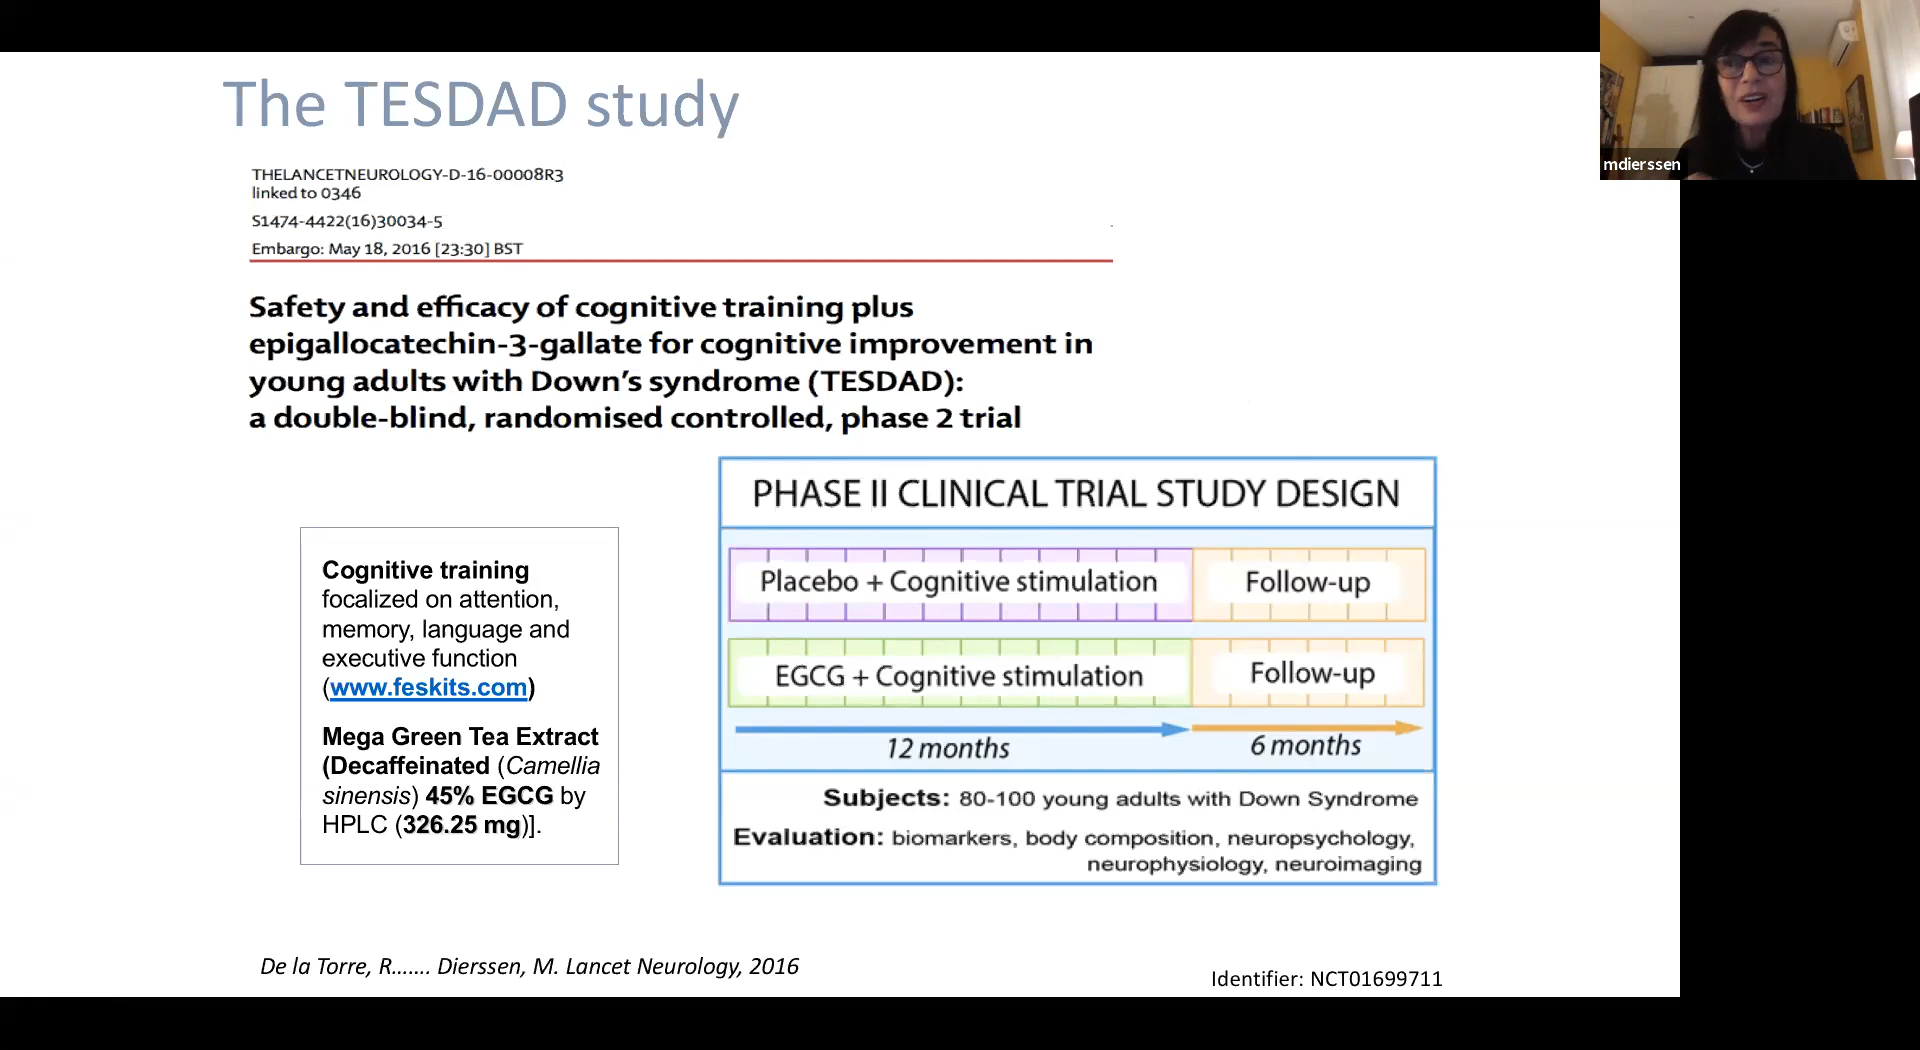 The TESDAD study
mdierssen
THELANCETNEUROLOGY-D-16-00008R3
linked to 0346
S1474-4422(16)30034-5
Embargo: May 18, 2016 [23:30] BST
Safety and efficacy of cognitive training plus
epigallocatechin-3-gallate for cognitive improvement in
young adults with Down’s syndrome (TESDAD):
a double-blind, randomised controlled, phase 2 trial
Cognitive training
focalized on attention,
memory, language and
executive function
(www.feskits.com)
Mega Green Tea Extract
(Decaffeinated (Camellia
sinensis) 45% EGCG by
HPLC (326.25 mg)].
PHASE II CLINICAL TRIAL STUDY DESIGN
Placebo + Cognitive stimulation
Follow-up
EGCG + Cognitive stimulation
Follow-up
12 months
6 months
Subjects: 80-100 young adults with Down Syndrome
Evaluation: biomarkers, body composition, neuropsychology,
neurophysiology, neuroimaging
De la Torre, R……. Dierssen, M. Lancet Neurology, 2016
Identifier: NCT01699711